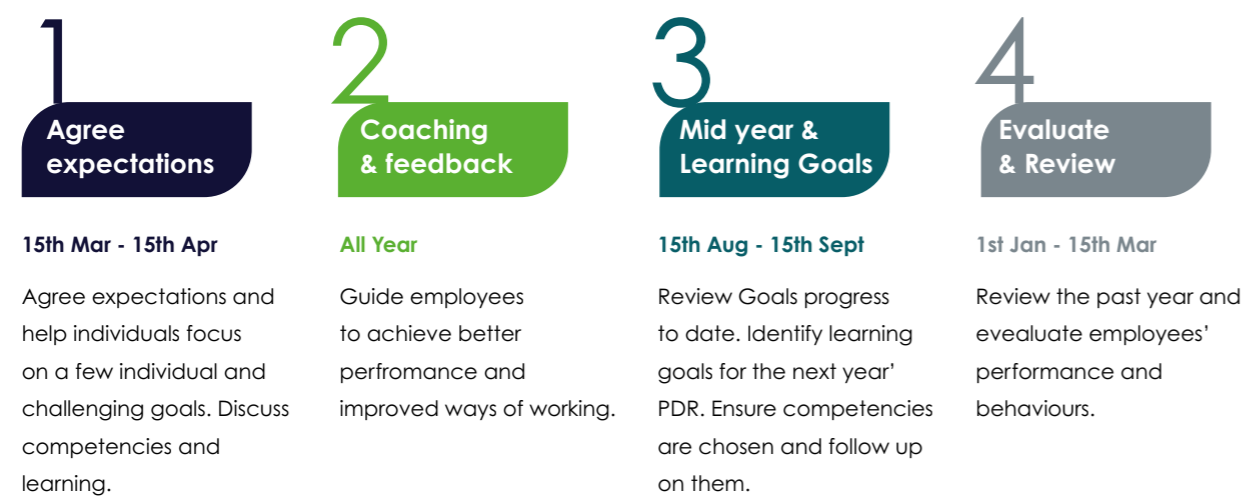 1
Agree
expectations
15th Mar - 15th Apr
Agree expectations and
help individuals focus
on a few individual and
challenging goals. Discuss
competencies and
learning.
2
Coaching
& feedback
All Year
Guide employees
to achieve better
perfromance and
improved ways of working.
3
Mid year &
Learning Goals
15th Aug - 15th Sept
Review Goals progress
to date. Identify learning
goals for the next year’
PDR. Ensure competencies
are chosen and follow up
on them.
4
Evaluate
& Review
1st Jan - 15th Mar
Review the past year and
evealuate employees’
performance and
behaviours.